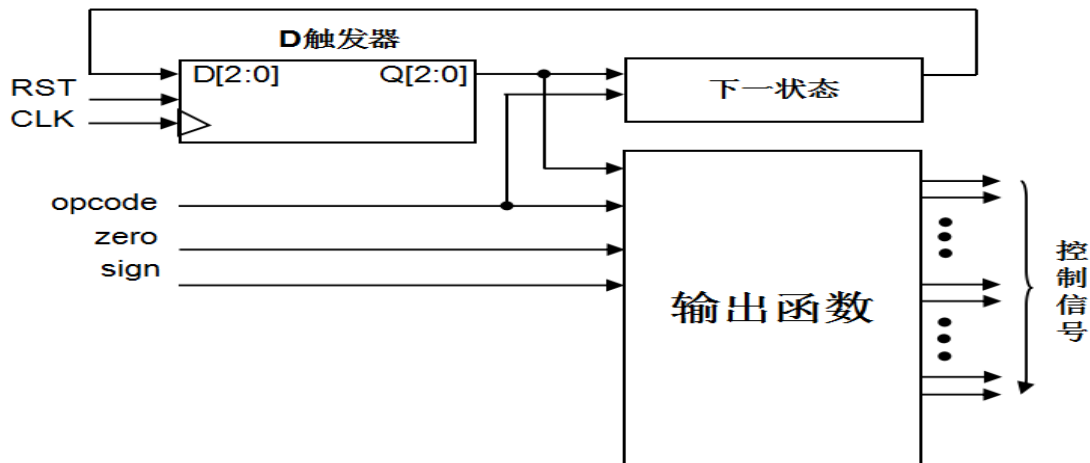 D触发器
D[2:0]
Q[2:0]
RST
CLK
下一状态
opcode
zero
sign
输出函数
控制信号